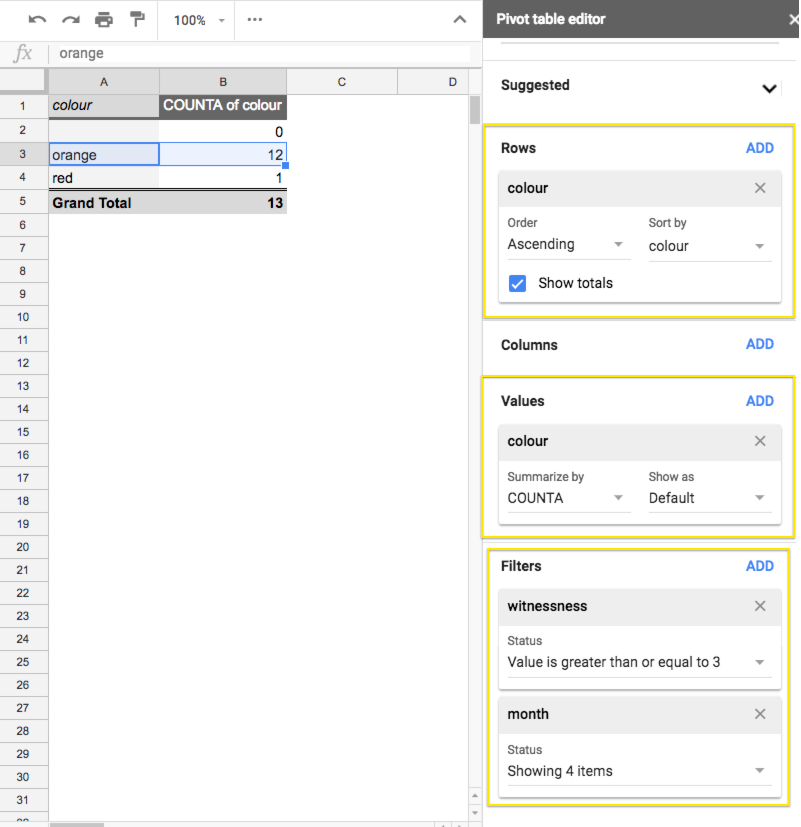 100%
Pivot table editor
fx orange
A B C D
Suggested
1 colour COUNTA of colour
2 0
3 orange 12
4 red 1
5 Grand Total 13
6
7
8
9
10
11
12
13
14
15
16
17
18
19
20
21
22
23
24
25
26
27
28
29
30
31
Rows ADD
colour
Order Sort by
Ascending colour
Show totals
Columns ADD
Values ADD
colour
Summarize by Show as
COUNTA Default
Filters ADD
witnessness
Status
Value is greater than or equal to 3
month
Status
Showing 4 items